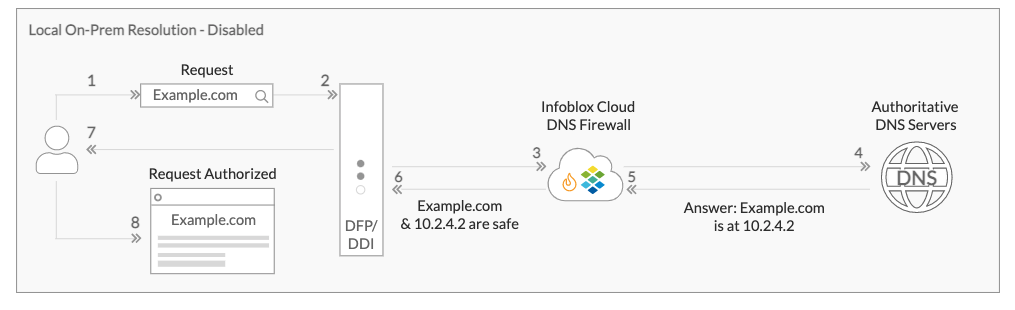 Local On-Prem Resolution - Disabled
1
Request
2
Example.com
7
Request Authorized
8
Example.com
DFP/
DDI
Infoblox Cloud
DNS Firewall
3
6
Example.com
& 10.2.4.2 are safe
4
5
Answer: Example.com
is at 10.2.4.2
Authoritative
DNS Servers
DNS